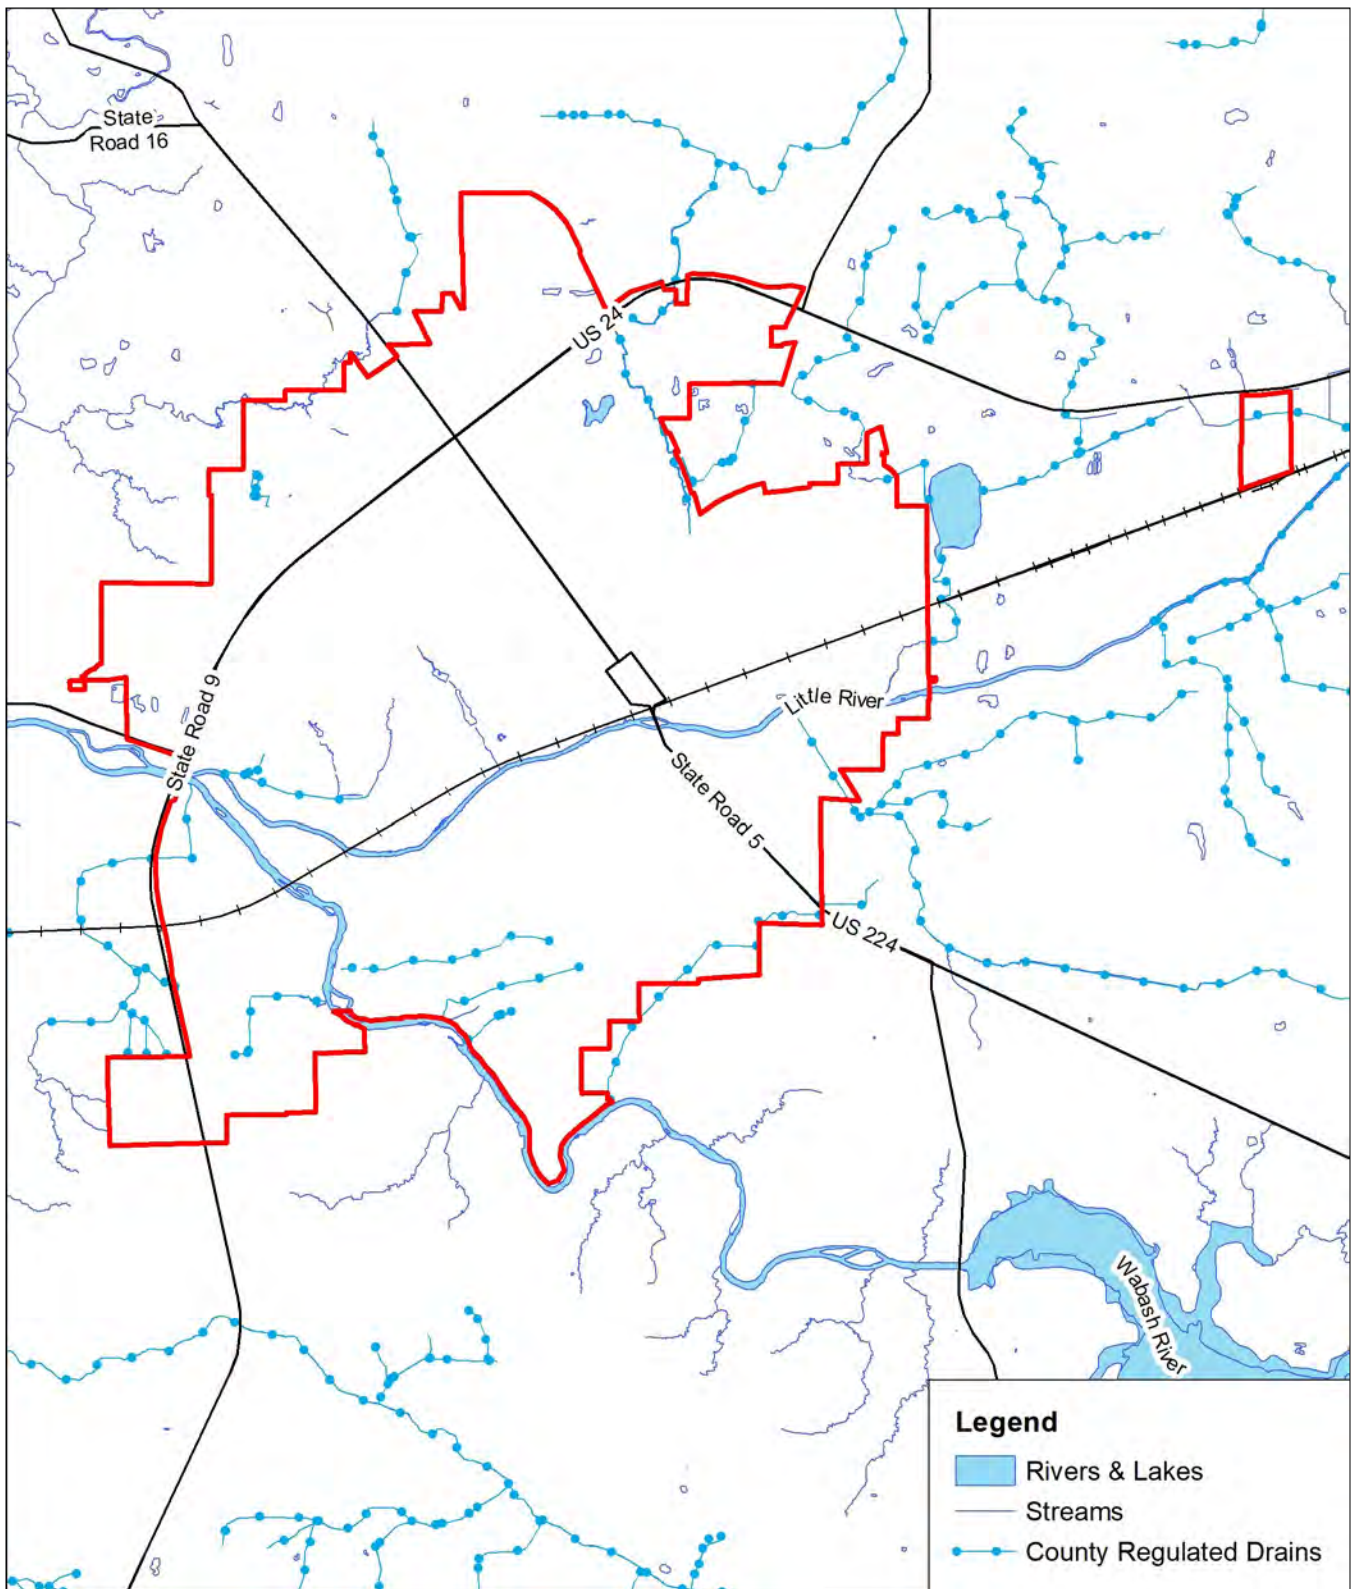 State
Road 16
US 24
State Road 9
Little River
State Road 5
US 224
Wabash River
Legend
Rivers & Lakes
Streams
County Regulated Drains